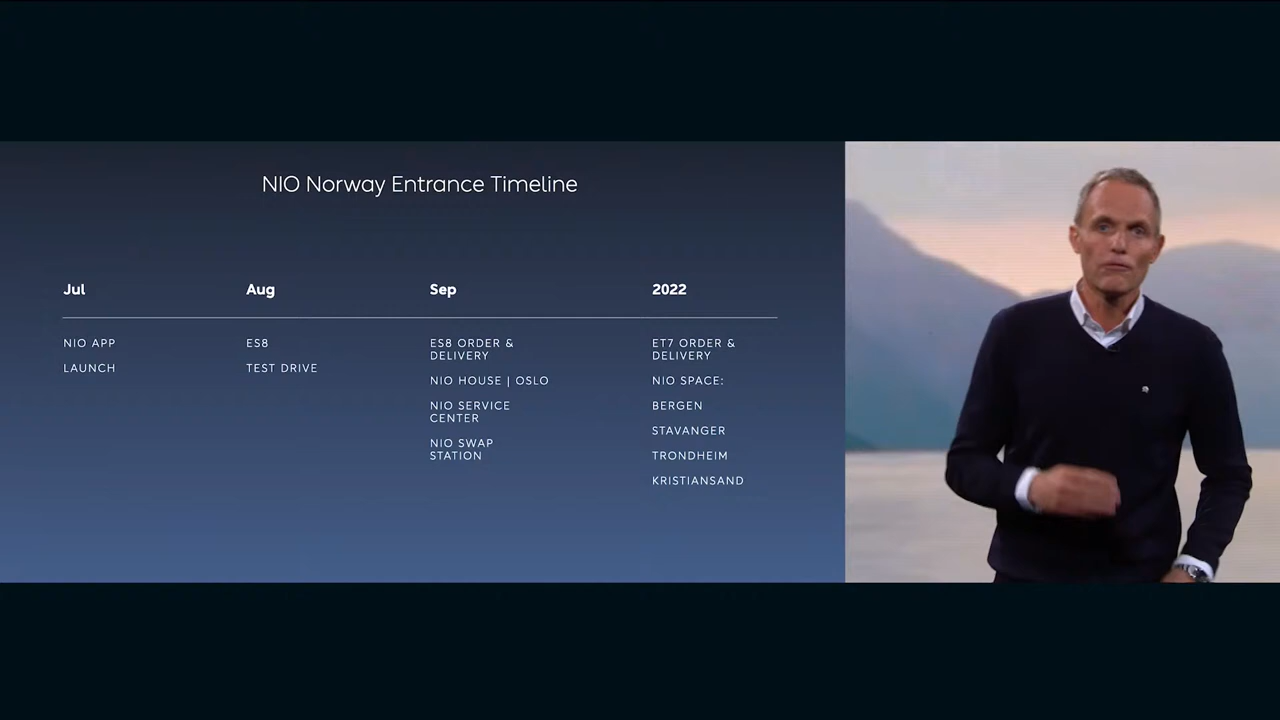 NIO Norway Entrance Timeline
Jul
NIO APP
LAUNCH
Aug
ES8
TEST DRIVE
Sep
ES8 ORDER &
DELIVERY
NIO HOUSE | OSLO
NIO SERVICE
CENTER
NIO SWAP
STATION
2022
ET7 ORDER &
DELIVERY
NIO SPACE:
BERGEN
STAVANGER
TRONDHEIM
KRISTIANSAND